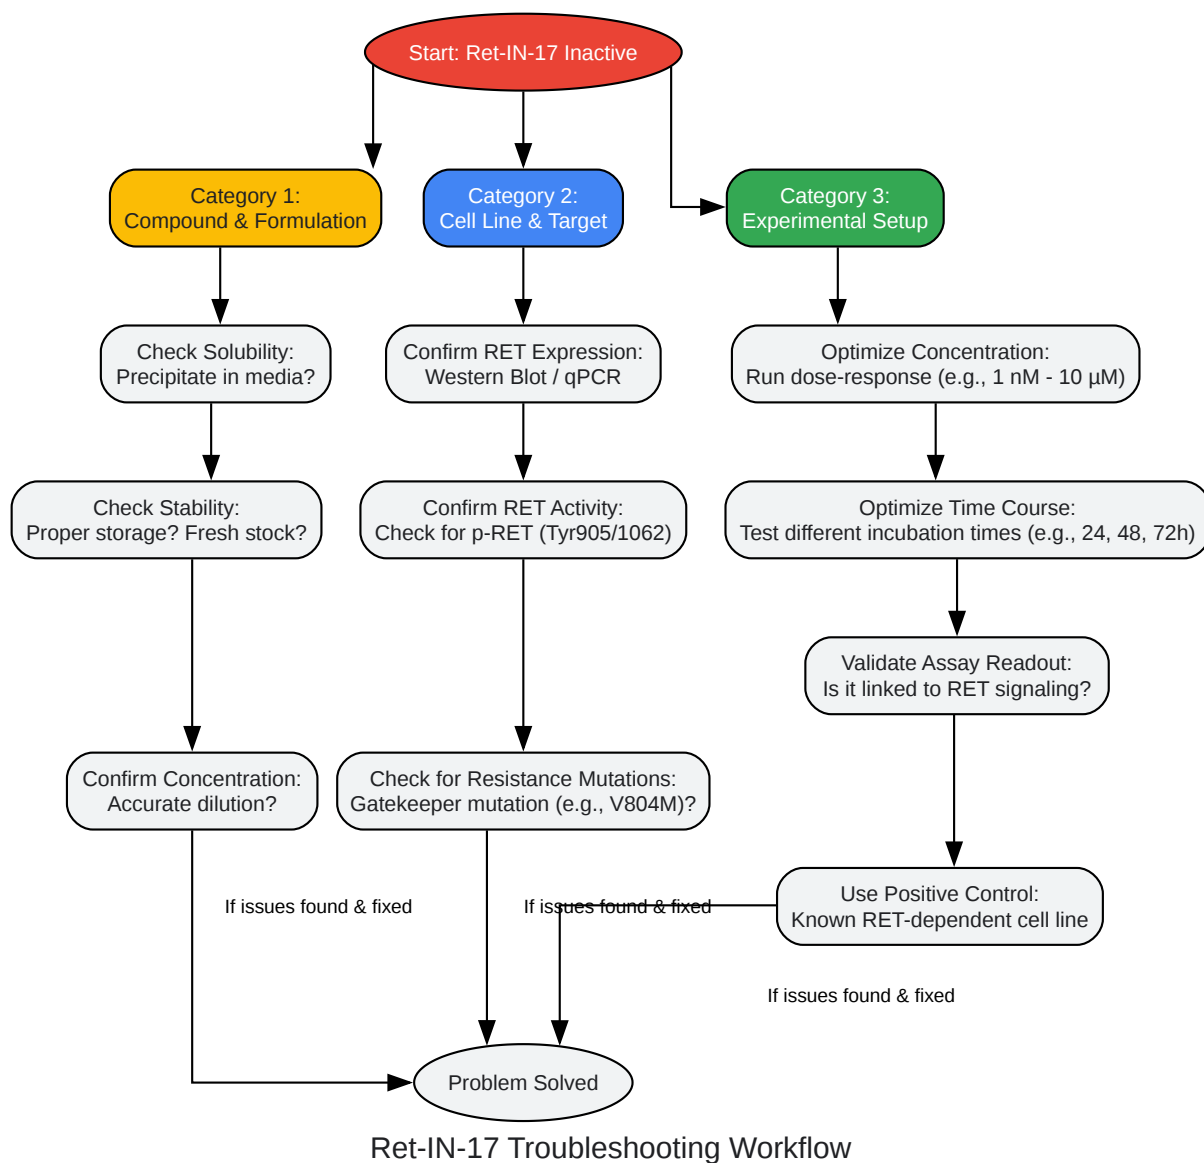 Start: Ret-IN-17 Inactive
Category 1:
Compound & Formulation
Category 2:
Cell Line & Target
Category 3:
Experimental Setup
Check Solubility:
Precipitate in media?
Confirm RET Expression:
Western Blot / qPCR
Optimize Concentration:
Run dose-response (e.g., 1 nM - 10 µM)
Check Stability:
Proper storage? Fresh stock?
Confirm RET Activity:
Check for p-RET (Tyr905/1062)
Optimize Time Course:
Test different incubation times (e.g., 24, 48, 72h)
Validate Assay Readout:
Is it linked to RET signaling?
Confirm Concentration:
Accurate dilution?
Check for Resistance Mutations:
Gatekeeper mutation (e.g., V804M)?
Use Positive Control:
Known RET-dependent cell line
If issues found & fixed
If issues found & fixed
If issues found & fixed
Problem Solved
Ret-IN-17 Troubleshooting Workflow